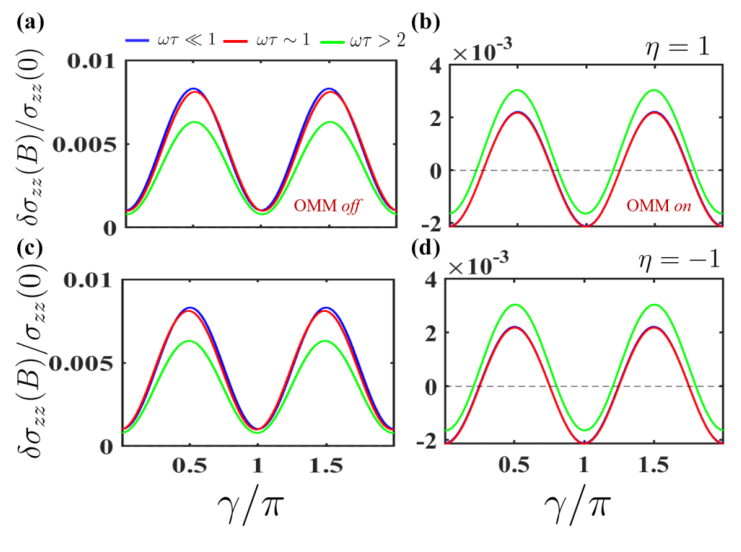 (a)
ωτ ≪ 1 ωτ ∼ 1 ωτ > 2
δσzz(B)/σzz(0)
0.01
0.005
0
OMM off
(b)
×10⁻³
η = 1
4
2
0
-2
OMM on
(c)
δσzz(B)/σzz(0)
0.01
0.005
0
0.5 1 1.5
γ/π
(d)
×10⁻³
η = −1
4
2
0
-2
0.5 1 1.5
γ/π